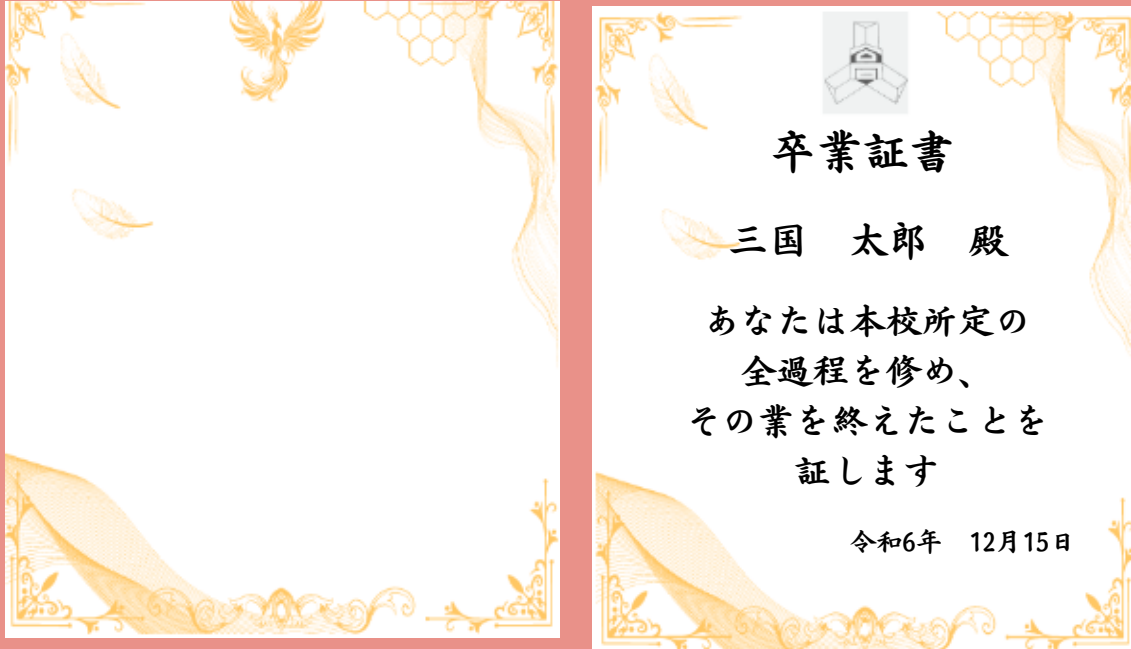 卒業証書
三国　太郎　殿
あなたは本校所定の
全過程を修め、
その業を終えたことを
証します
令和6年　12月15日